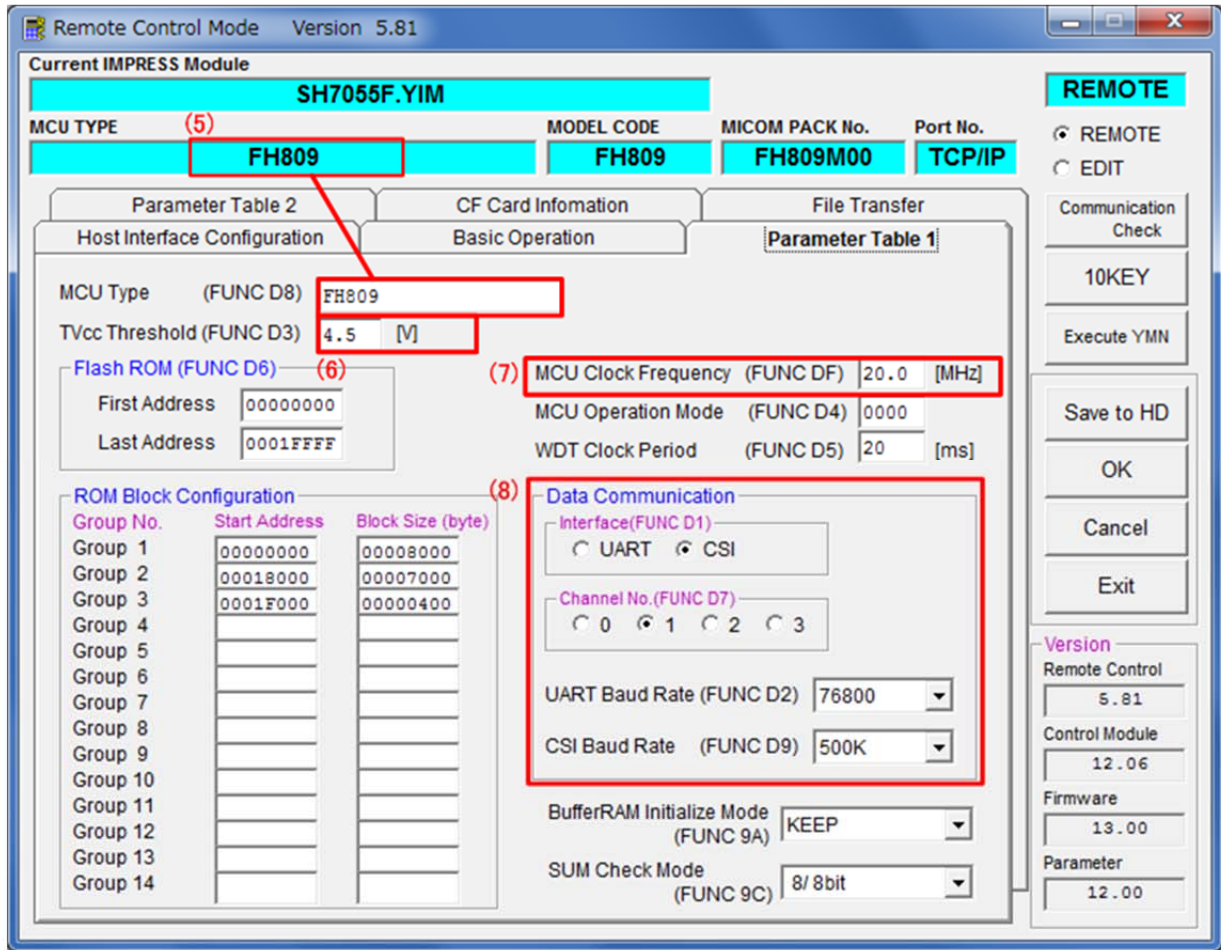 Remote Control Mode Version 5.81
Current IMPRESS Module
SH7055F.YIM
REMOTE
MCU TYPE (5) MODEL CODE MICOM PACK No. Port No.
FH809 FH809 FH809M00 TCP/IP
REMOTE
EDIT
Parameter Table 2 CF Card Infomation File Transfer
Host Interface Configuration Basic Operation Parameter Table 1
MCU Type (FUNC D8) FH809
TVcc Threshold (FUNC D3) 4.5 [V]
(6)
Flash ROM (FUNC D6)
First Address 00000000
Last Address 0001FFFF
(7) MCU Clock Frequency (FUNC DF) 20.0 [MHz]
MCU Operation Mode (FUNC D4) 0000
WDT Clock Period (FUNC D5) 20 [ms]
ROM Block Configuration
Group No. Start Address Block Size (byte)
Group 1 00000000 00008000
Group 2 00018000 00007000
Group 3 0001F000 00000400
Group 4
Group 5
Group 6
Group 7
Group 8
Group 9
Group 10
Group 11
Group 12
Group 13
Group 14
(8) Data Communication
Interface(FUNC D1)
UART CSI
Channel No.(FUNC D7)
0 1 2 3
UART Baud Rate (FUNC D2) 76800
CSI Baud Rate (FUNC D9) 500K
BufferRAM Initialize Mode
(FUNC 9A) KEEP
SUM Check Mode
(FUNC 9C) 8/ 8bit
Communication
Check
10KEY
Execute YMN
Save to HD
OK
Cancel
Exit
Version
Remote Control
5.81
Control Module
12.06
Firmware
13.00
Parameter
12.00